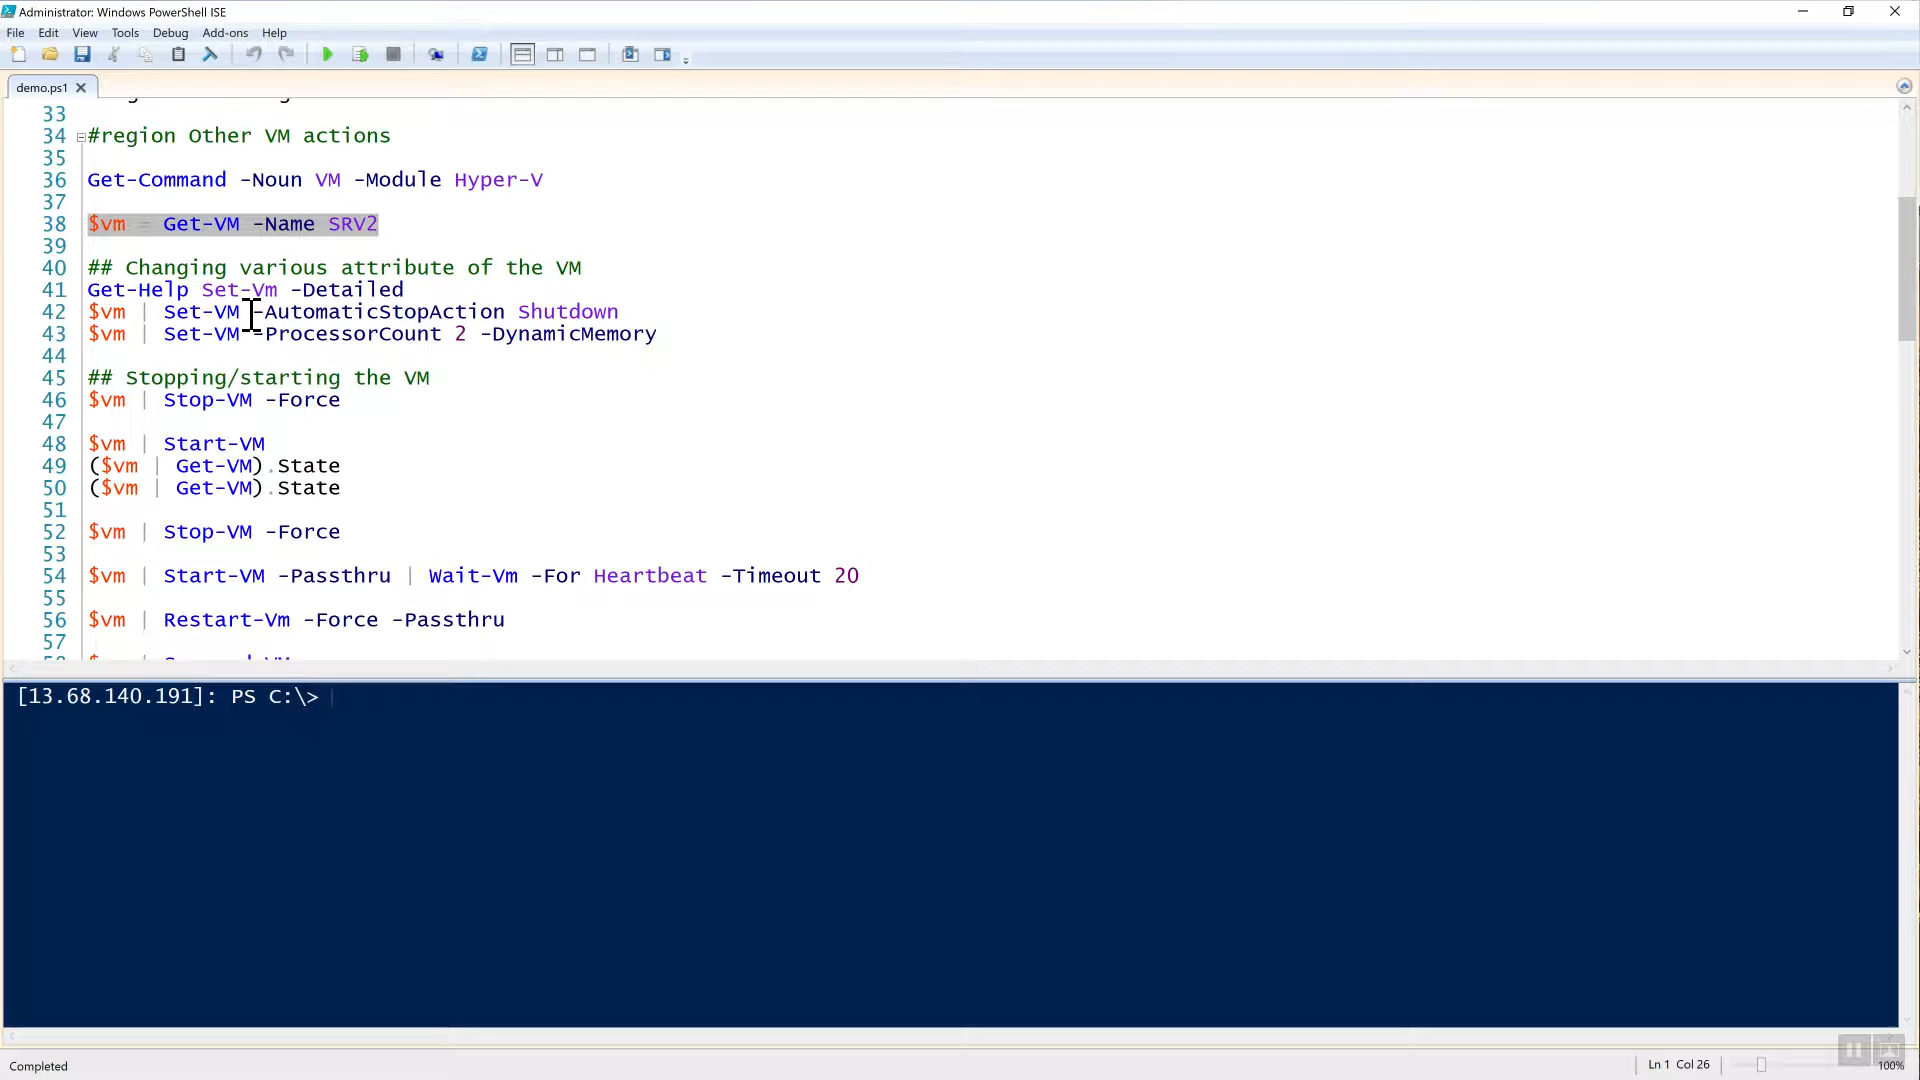 Administrator: Windows PowerShell ISE
File Edit View Tools Debug Add-ons Help
demo.ps1
33
34 #region Other VM actions
35
36 Get-Command -Noun VM -Module Hyper-V
37
38 $vm = Get-VM -Name SRV2
39
40 ## Changing various attribute of the VM
41 Get-Help Set-Vm -Detailed
42 $vm | Set-VM -AutomaticStopAction Shutdown
43 $vm | Set-VM -ProcessorCount 2 -DynamicMemory
44
45 ## Stopping/starting the VM
46 $vm | Stop-VM -Force
47
48 $vm | Start-VM
49 ($vm | Get-VM).State
50 ($vm | Get-VM).State
51
52 $vm | Stop-VM -Force
53
54 $vm | Start-VM -Passthru | Wait-Vm -For Heartbeat -Timeout 20
55
56 $vm | Restart-Vm -Force -Passthru
57
[13.68.140.191]: PS C:\>
Completed
Ln 1 Col 26
100%